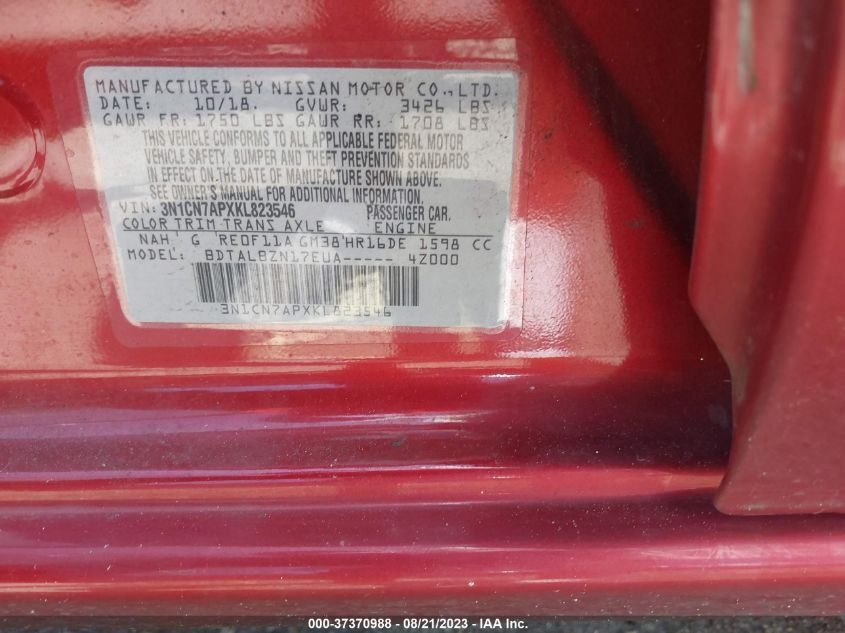 MANUFACTURED BY NISSAN MOTOR CO.,LTD.
DATE: 10/18. GVWR: 3426 LBS
GAWR FR: 1750 LBS GAWR RR: 1708 LBS
THIS VEHICLE CONFORMS TO ALL APPLICABLE FEDERAL MOTOR
VEHICLE SAFETY, BUMPER AND THEFT PREVENTION STANDARDS
IN EFFECT ON THE DATE OF MANUFACTURE SHOWN ABOVE.
SEE OWNER'S MANUAL FOR ADDITIONAL INFORMATION.
VIN: 3N1CN7APXKL823546 PASSENGER CAR.
COLOR TRIM TRANS AXLE ENGINE
NAH G RE0F11A GM38 HR16DE 1598 CC
MODEL: BDTALBZN17EUA----- 4Z000
3N1CN7APXKL823546
000-37370988 - 08/21/2023 - IAA Inc.